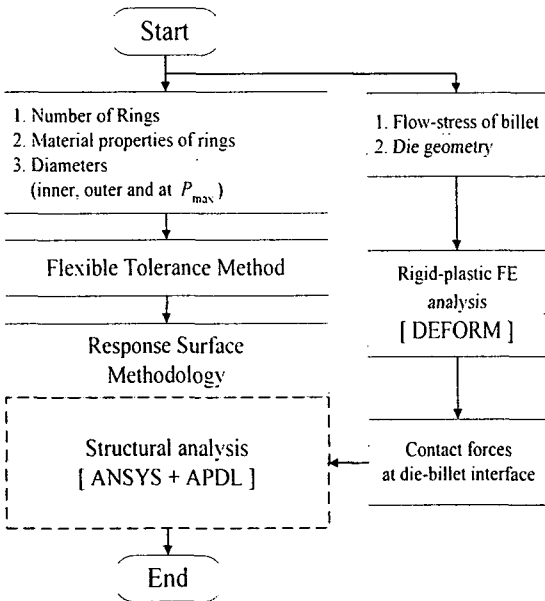 Start
1. Number of Rings
2. Material properties of rings
3. Diameters
(inner, outer and at Pmax)
Flexible Tolerance Method
Response Surface
Methodology
Structural analysis
[ ANSYS + APDL ]
End
1. Flow-stress of billet
2. Die geometry
Rigid-plastic FE
analysis
[ DEFORM ]
Contact forces
at die-billet interface